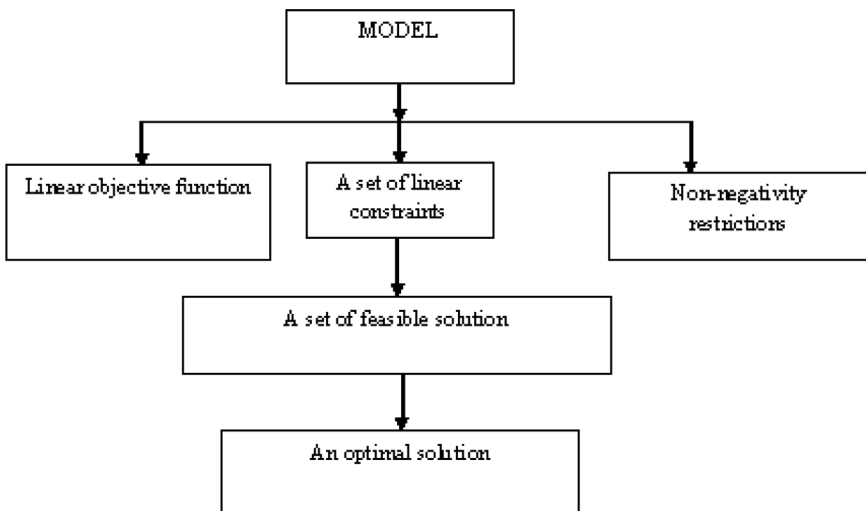 MODEL
Linear objective function
A set of linear
constraints
Non-negativity
restrictions
A set of feasible solution
An optimal solution